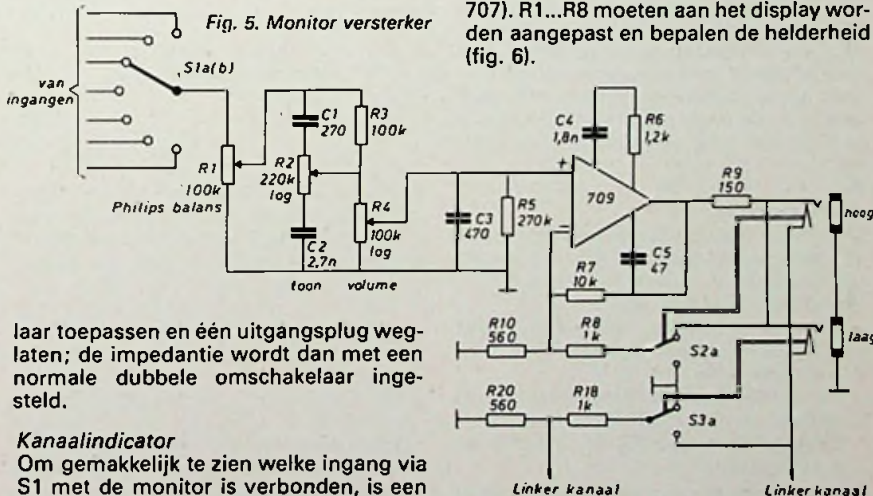 Fig. 5. Monitor versterker
van
ingangen
S1a(b)
R1
100k
Philips balans
C1
270
R2
220k
log
C2
2,7n
toon
R3
100k
R4
100k
log
volume
laar toepassen en één uitgangsplug weg-
laten; de impedantie wordt dan met een
normale dubbele omschakelaar inge-
steld.
Kanaalindicator
Om gemakkelijk te zien welke ingang via
S1 met de monitor is verbonden, is een
707). R1...R8 moeten aan het display wor-
den aangepast en bepalen de helderheid
(fig. 6).
C3
470
R5
270k
C4
1,8n
R6
1,2k
+
709
−
C5
47
R7
10k
R9
150
hoog
laag
R10
560
R8
1k
S2a
R20
560
R18
1k
S3a
Linker kanaal
Linker kanaal